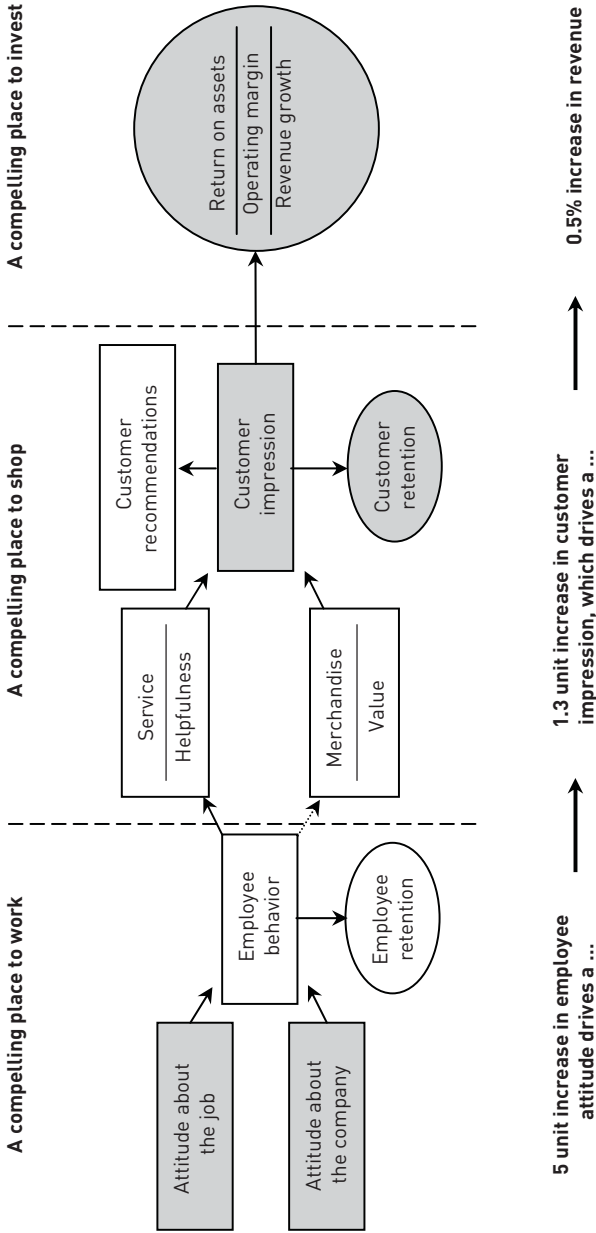 A compelling place to work
A compelling place to shop
A compelling place to invest
Attitude about
the job
Attitude about
the company
Employee
behavior
Employee
retention
Service
Helpfulness
Merchandise
Value
Customer
recommendations
Customer
impression
Customer
retention
Return on assets
Operating margin
Revenue growth
5 unit increase in employee
attitude drives a ...
1.3 unit increase in customer
impression, which drives a ...
0.5% increase in revenue